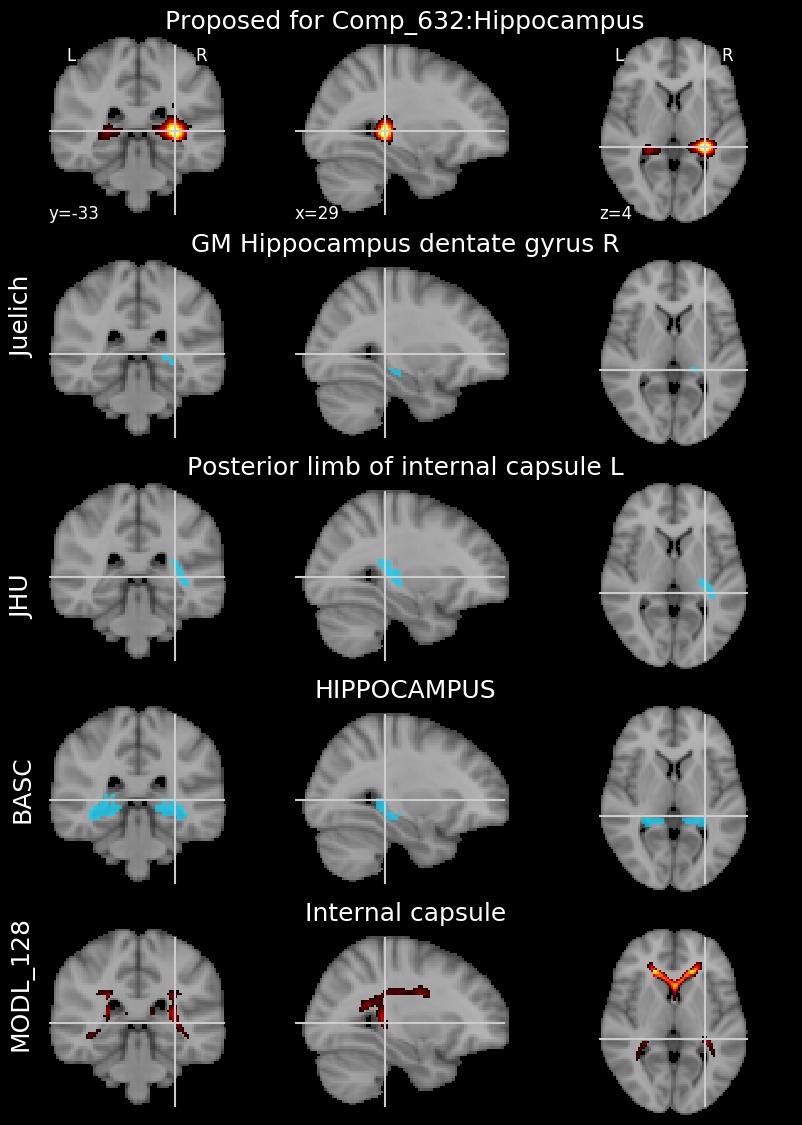 Proposed for Comp_632:Hippocampus
L R L R
y=-33 x=29 z=4
GM Hippocampus dentate gyrus R
Juelich
Posterior limb of internal capsule L
JHU
HIPPOCAMPUS
BASC
Internal capsule
MODL_128